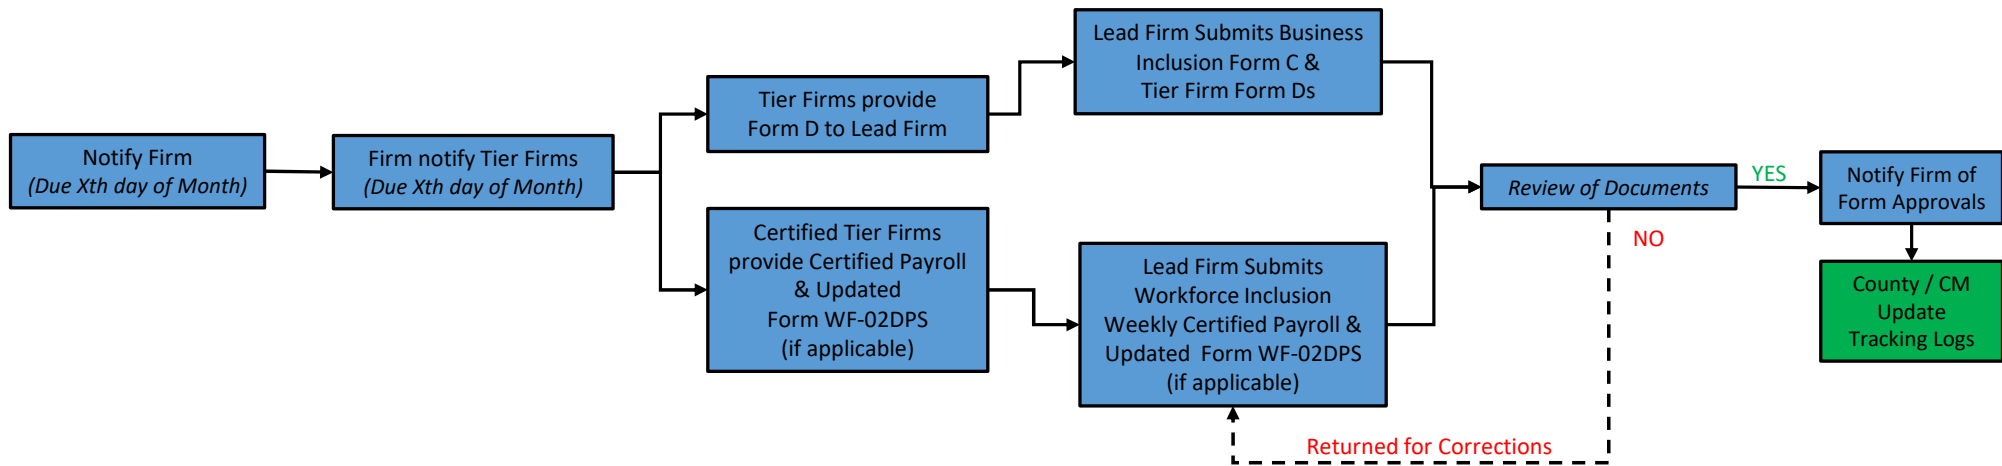 Notify Firm
(Due Xth day of Month)
Firm notify Tier Firms
(Due Xth day of Month)
Tier Firms provide
Form D to Lead Firm
Certified Tier Firms
provide Certified Payroll
& Updated
Form WF-02DPS
(if applicable)
Lead Firm Submits Business
Inclusion Form C &
Tier Firm Form Ds
Lead Firm Submits
Workforce Inclusion
Weekly Certified Payroll &
Updated  Form WF-02DPS
(if applicable)
Review of Documents
YES
NO
Returned for Corrections
Notify Firm of
Form Approvals
County / CM
Update
Tracking Logs